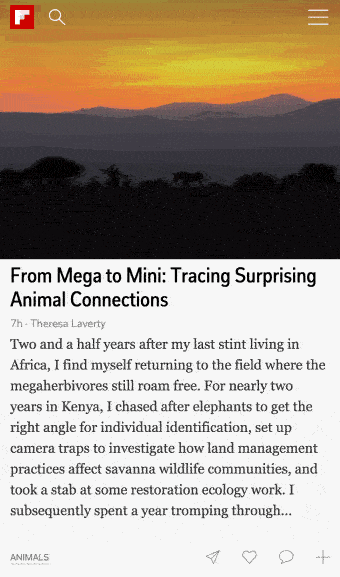 From Mega to Mini: Tracing Surprising
Animal Connections
7h · Theresa Laverty
Two and a half years after my last stint living in
Africa, I find myself returning to the field where the
megaherbivores still roam free. For nearly two
years in Kenya, I chased after elephants to get the
right angle for individual identification, set up
camera traps to investigate how land management
practices affect savanna wildlife communities, and
took a stab at some restoration ecology work. I
subsequently spent a year tromping through...
ANIMALS